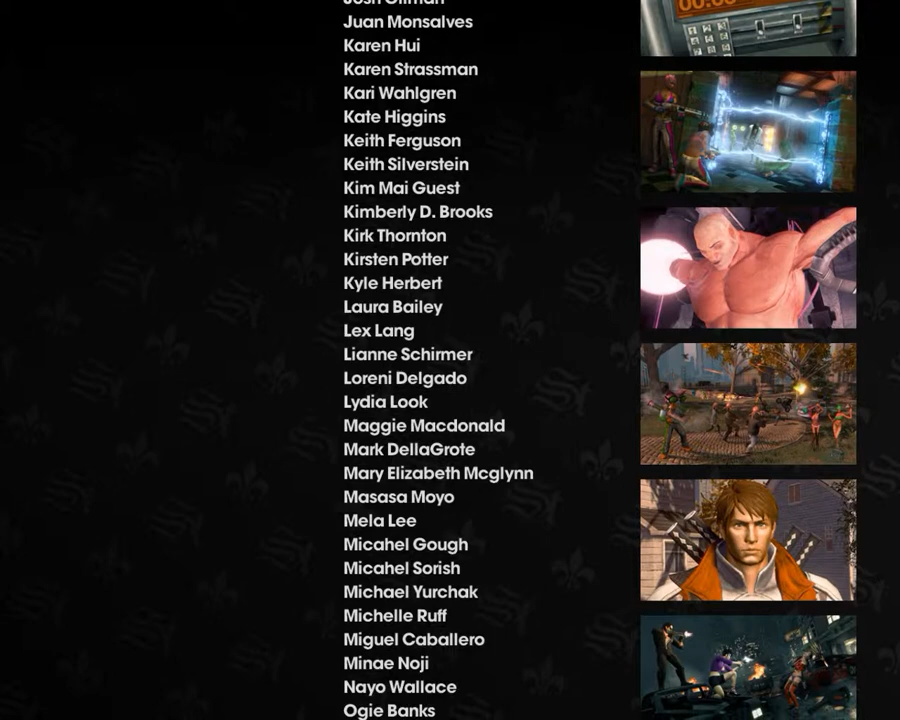 Juan Monsalves
Karen Hui
Karen Strassman
Kari Wahlgren
Kate Higgins
Keith Ferguson
Keith Silverstein
Kim Mai Guest
Kimberly D. Brooks
Kirk Thornton
Kirsten Potter
Kyle Herbert
Laura Bailey
Lex Lang
Lianne Schirmer
Loreni Delgado
Lydia Look
Maggie Macdonald
Mark DellaGrote
Mary Elizabeth Mcglynn
Masasa Moyo
Mela Lee
Micahel Gough
Micahel Sorish
Michael Yurchak
Michelle Ruff
Miguel Caballero
Minae Noji
Nayo Wallace
Ogie Banks